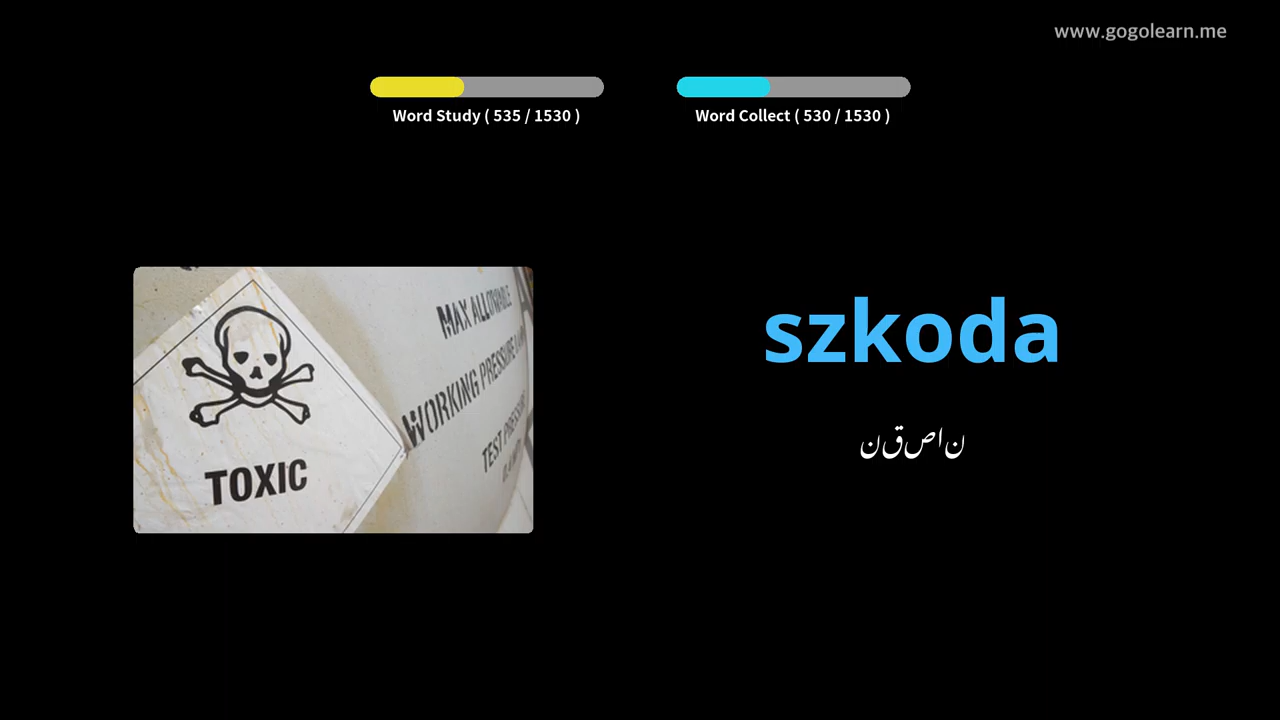 www.gogolearn.me
Word Study ( 535 / 1530 )
Word Collect ( 530 / 1530 )
MAX ALLOWABLE
WORKING PRESSURE
TEST PRESSURE
TOXIC
szkoda
نقصان